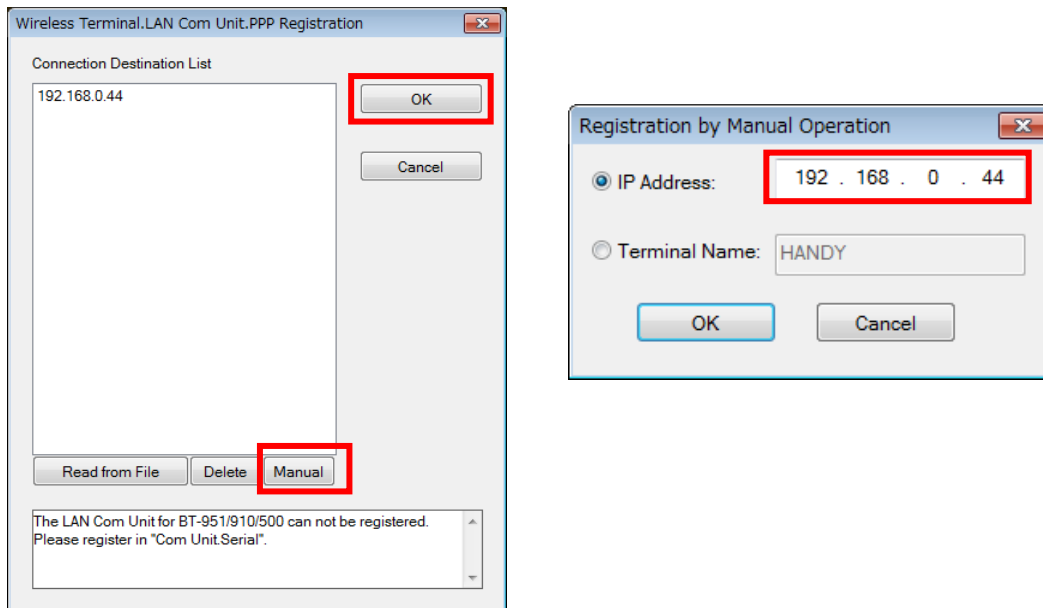 Wireless Terminal.LAN Com Unit.PPP Registration
Connection Destination List
192.168.0.44
OK
Cancel
Read from File
Delete
Manual
The LAN Com Unit for BT-951/910/500 can not be registered.
Please register in "Com Unit.Serial".
Registration by Manual Operation
IP Address:
192 . 168 . 0 . 44
Terminal Name:
HANDY
OK
Cancel